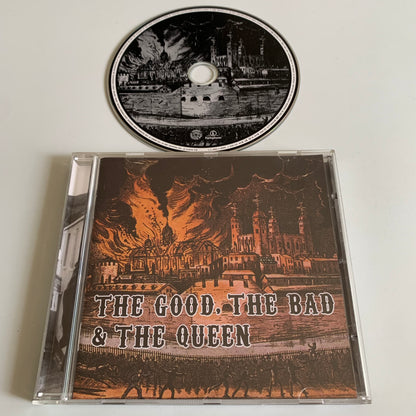 THE GOOD, THE BAD
& THE QUEEN